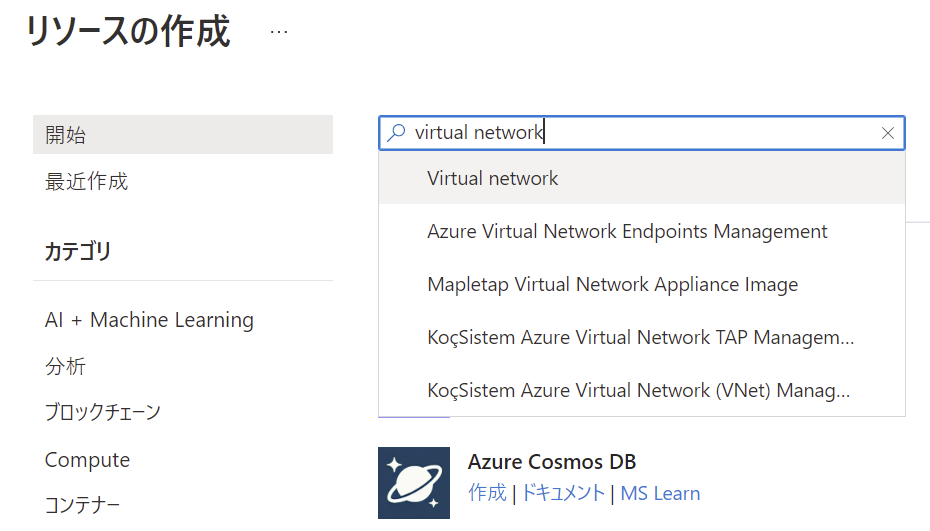 リソースの作成 …
開始
最近作成
カテゴリ
AI + Machine Learning
分析
ブロックチェーン
Compute
コンテナー
virtual network
Virtual network
Azure Virtual Network Endpoints Management
Mapletap Virtual Network Appliance Image
KoçSistem Azure Virtual Network TAP Managem...
KoçSistem Azure Virtual Network (VNet) Manag...
Azure Cosmos DB
作成 | ドキュメント | MS Learn